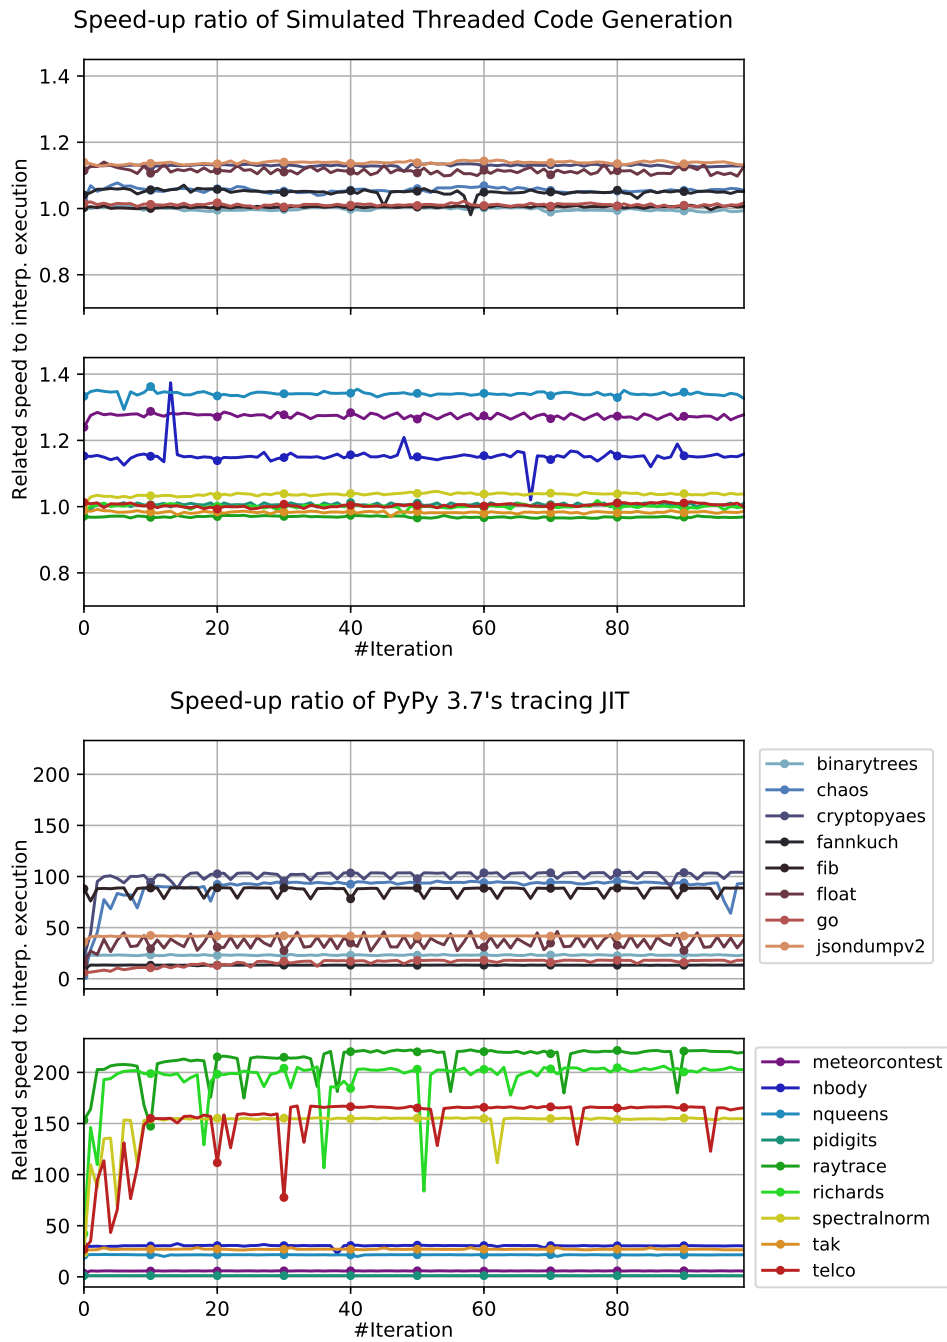 Speed-up ratio of Simulated Threaded Code Generation
Related speed to interp. execution
1.4
1.2
1.0
0.8
1.4
1.2
1.0
0.8
0 20 40 60 80
#Iteration
Speed-up ratio of PyPy 3.7's tracing JIT
Related speed to interp. execution
200
150
100
50
0
binarytrees
chaos
cryptopyaes
fannkuch
fib
float
go
jsondumpv2
200
150
100
50
0
0 20 40 60 80
#Iteration
meteorcontest
nbody
nqueens
pidigits
raytrace
richards
spectralnorm
tak
telco